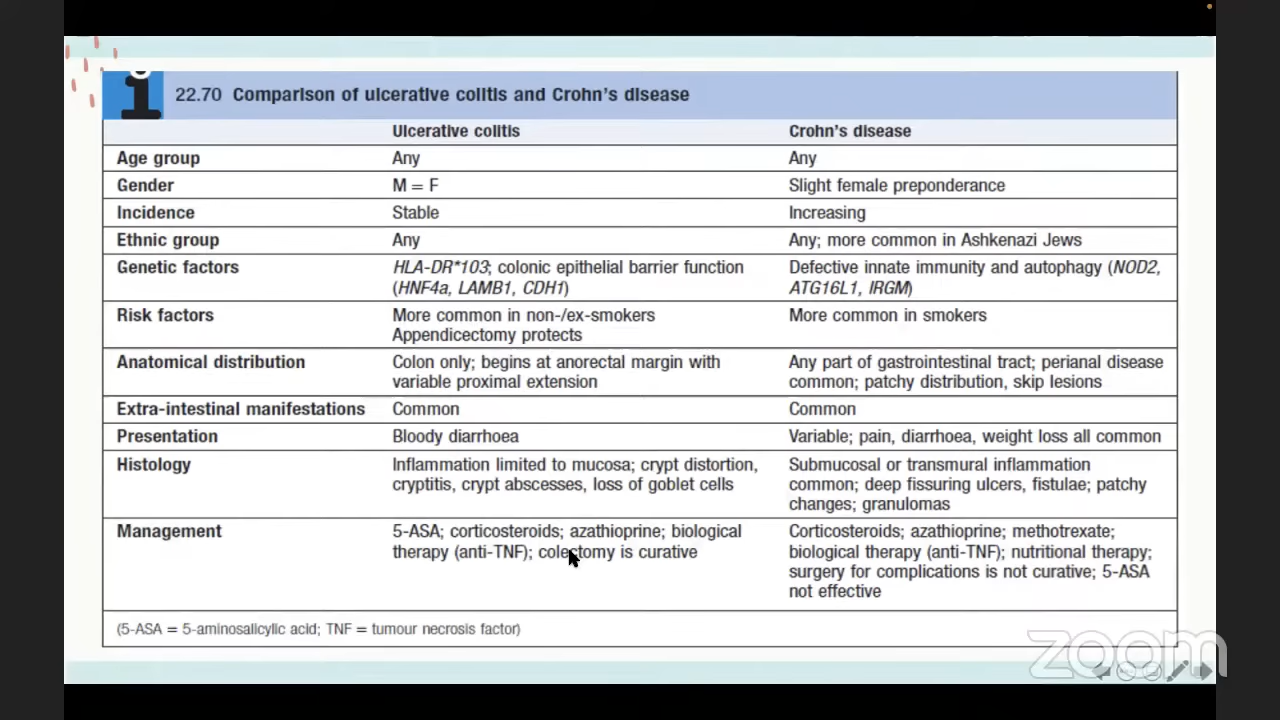 22.70 Comparison of ulcerative colitis and Crohn's disease
Ulcerative colitis Crohn's disease
Age group Any Any
Gender M = F Slight female preponderance
Incidence Stable Increasing
Ethnic group Any Any; more common in Ashkenazi Jews
Genetic factors HLA-DR*103; colonic epithelial barrier function Defective innate immunity and autophagy (NOD2,
(HNF4a, LAMB1, CDH1) ATG16L1, IRGM)
Risk factors More common in non-/ex-smokers More common in smokers
Appendicectomy protects
Anatomical distribution Colon only; begins at anorectal margin with Any part of gastrointestinal tract; perianal disease
variable proximal extension common; patchy distribution, skip lesions
Extra-intestinal manifestations Common Common
Presentation Bloody diarrhoea Variable; pain, diarrhoea, weight loss all common
Histology Inflammation limited to mucosa; crypt distortion, Submucosal or transmural inflammation
cryptitis, crypt abscesses, loss of goblet cells common; deep fissuring ulcers, fistulae; patchy
changes; granulomas
Management 5-ASA; corticosteroids; azathioprine; biological Corticosteroids; azathioprine; methotrexate;
therapy (anti-TNF); colectomy is curative biological therapy (anti-TNF); nutritional therapy;
surgery for complications is not curative; 5-ASA
not effective
(5-ASA = 5-aminosalicylic acid; TNF = tumour necrosis factor)
zoom